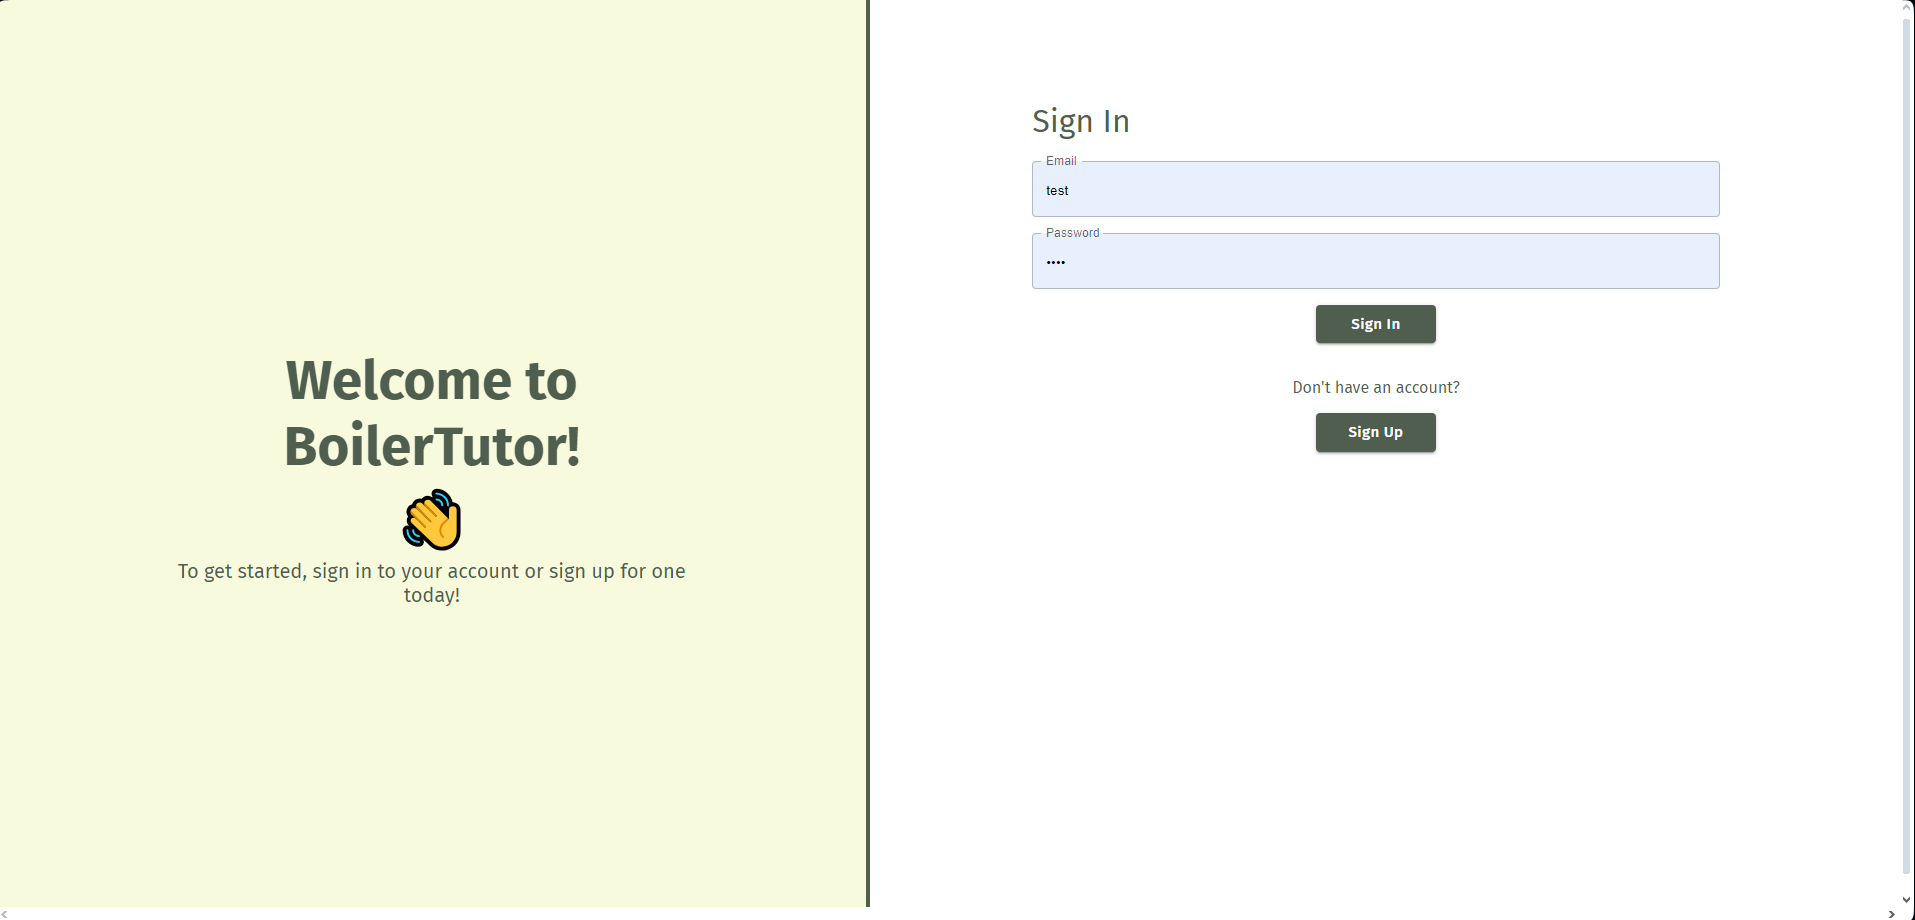 Welcome to
BoilerTutor!
To get started, sign in to your account or sign up for one
today!
Sign In
Email
test
Password
••••
Sign In
Don't have an account?
Sign Up